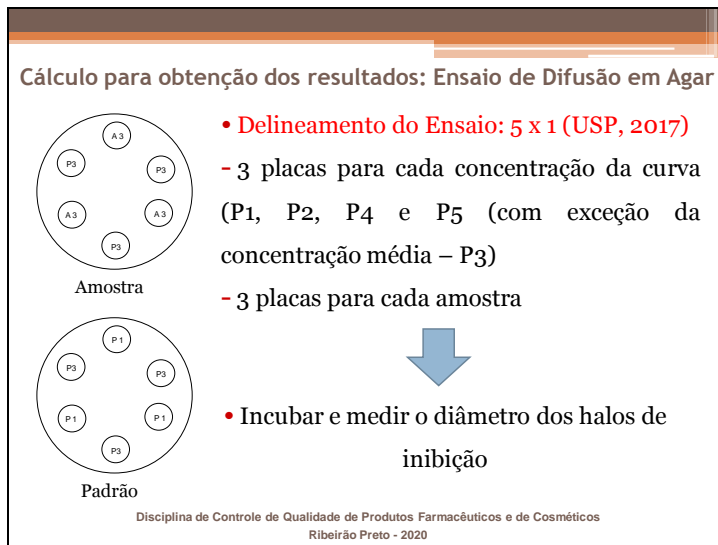 Cálculo para obtenção dos resultados: Ensaio de Difusão em Agar
A 3
P3
P3
A 3
A 3
P3
Amostra
P 1
P3
P3
P 1
P 1
P3
Padrão
• Delineamento do Ensaio: 5 x 1 (USP, 2017)
- 3 placas para cada concentração da curva
(P1, P2, P4 e P5 (com exceção da
concentração média – P3)
- 3 placas para cada amostra
• Incubar e medir o diâmetro dos halos de
inibição
Disciplina de Controle de Qualidade de Produtos Farmacêuticos e de Cosméticos
Ribeirão Preto - 2020